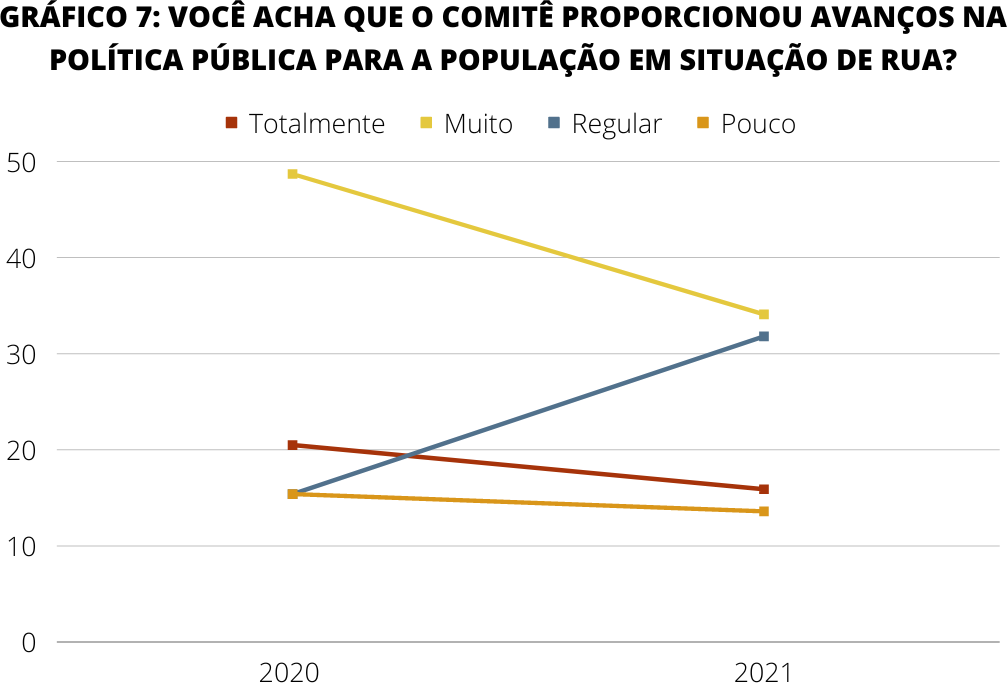 GRÁFICO 7: VOCÊ ACHA QUE O COMITÊ PROPORCIONOU AVANÇOS NA
POLÍTICA PÚBLICA PARA A POPULAÇÃO EM SITUAÇÃO DE RUA?
Totalmente Muito Regular Pouco
50
40
30
20
10
0
2020 2021